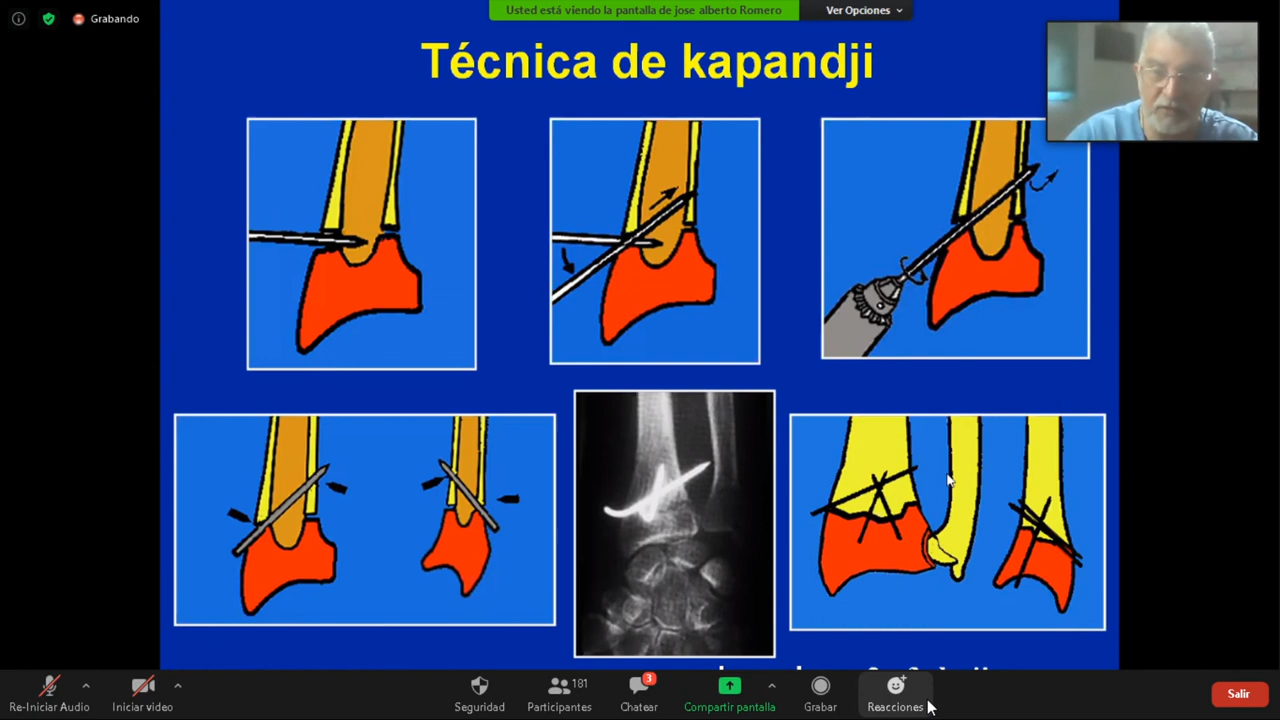 Grabando
Usted está viendo la pantalla de jose alberto Romero
Ver Opciones
Técnica de kapandji
Re-Iniciar Audio
Iniciar video
Seguridad
181
Participantes
3
Chatear
Compartir pantalla
Grabar
Reacciones
Salir